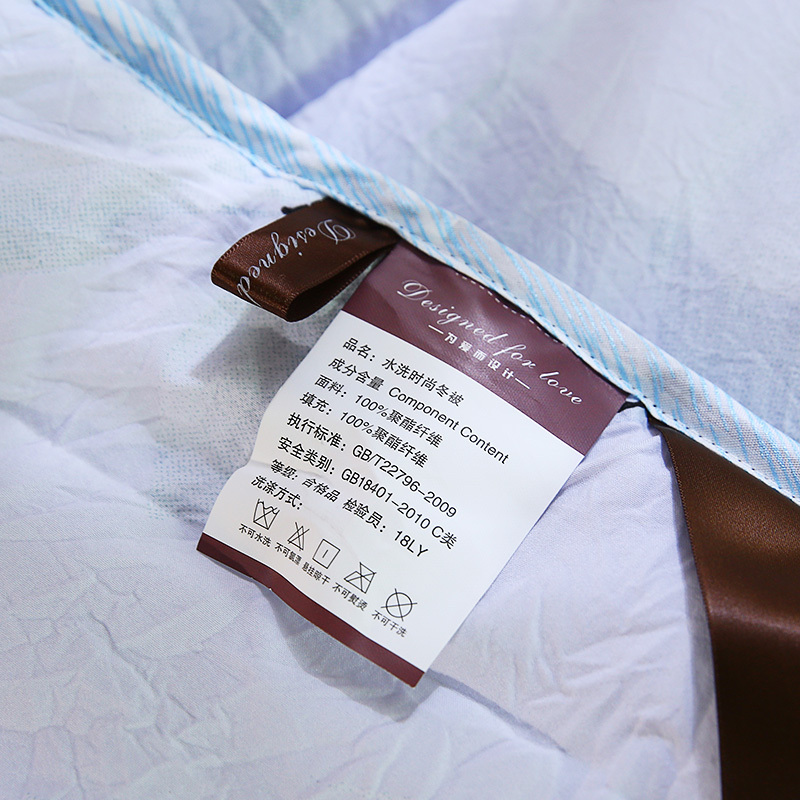 Designed
Designed for love
—为爱而设计—
品名：水洗时尚冬被
成分含量 Component Content
面料：100%聚酯纤维
填充：100%聚酯纤维
执行标准：GB/T22796-2009
安全类别：GB18401-2010 C类
等级：合格品 检验员：18LY
洗涤方式：
不可水洗 不可氯漂 悬挂晾干 不可熨烫 不可干洗